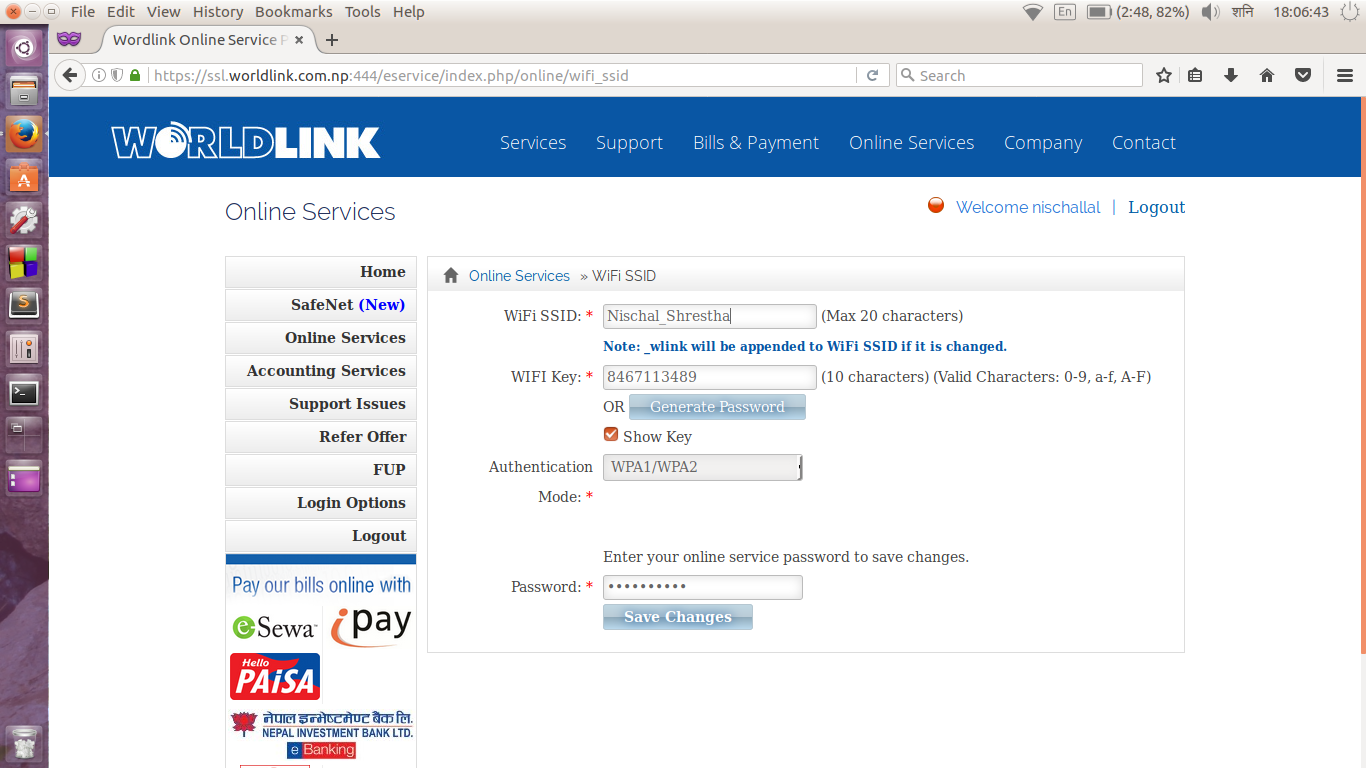 File Edit View History Bookmarks Tools Help
En (2:48, 82%) शनि 18:06:43
Wordlink Online Service P
https://ssl.worldlink.com.np:444/eservice/index.php/online/wifi_ssid
Search
WORLDLINK
Services Support Bills & Payment Online Services Company Contact
Online Services
Welcome nischallal | Logout
Home
SafeNet (New)
Online Services
Accounting Services
Support Issues
Refer Offer
FUP
Login Options
Logout
Pay our bills online with
eSewa
ipay
Hello
PAiSA
नेपाल इन्भेष्टमेण्ट बैंक लि.
NEPAL INVESTMENT BANK LTD.
e Banking
Online Services » WiFi SSID
WiFi SSID: * Nischal_Shrestha (Max 20 characters)
Note: _wlink will be appended to WiFi SSID if it is changed.
WIFI Key: * 8467113489 (10 characters) (Valid Characters: 0-9, a-f, A-F)
OR Generate Password
Show Key
Authentication WPA1/WPA2
Mode: *
Enter your online service password to save changes.
Password: * ••••••••••
Save Changes